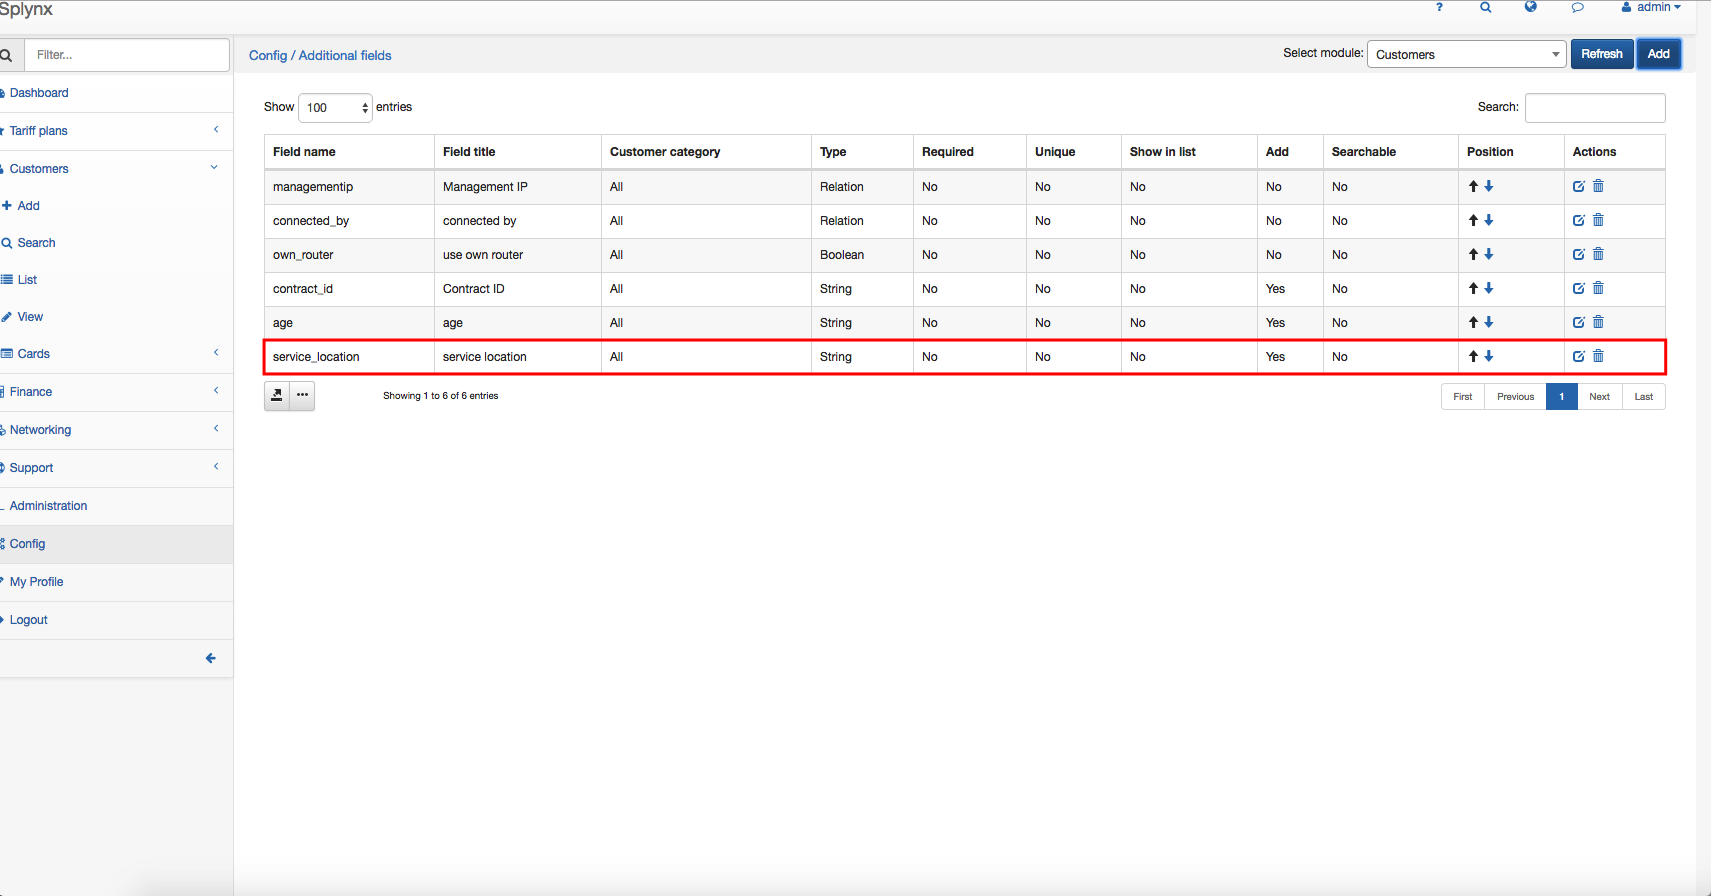 Splynx
? admin
Filter...
Config / Additional fields
Select module: Customers Refresh Add
Dashboard
Tariff plans
Customers
Add
Search
List
View
Cards
Finance
Networking
Support
Administration
Config
My Profile
Logout
Show 100 entries
Search:
Field name Field title Customer category Type Required Unique Show in list Add Searchable Position Actions
managementip Management IP All Relation No No No No No
connected_by connected by All Relation No No No No No
own_router use own router All Boolean No No No No No
contract_id Contract ID All String No No No Yes No
age age All String No No No Yes No
service_location service location All String No No No Yes No
Showing 1 to 6 of 6 entries
First Previous 1 Next Last